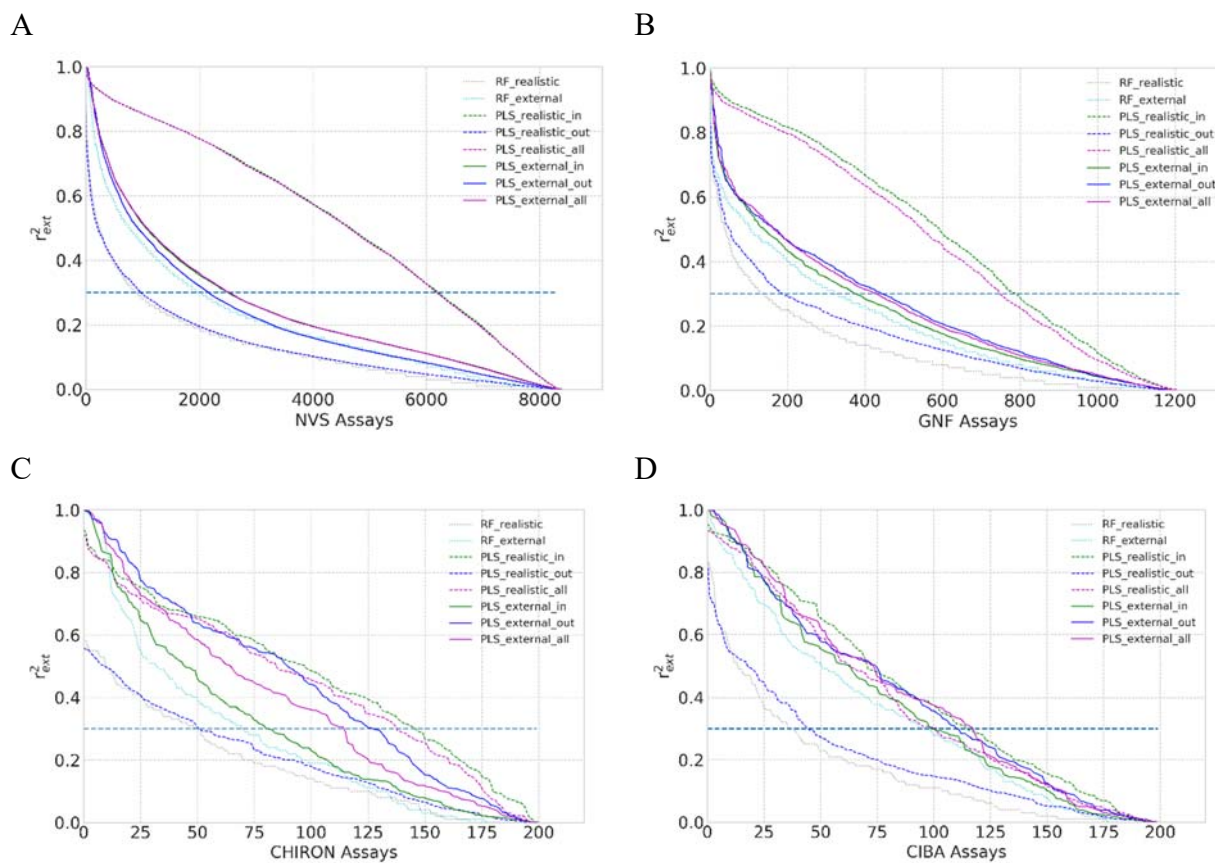 A
1.0
0.8
0.6
0.4
0.2
0.0
r²ext
0
2000
4000
6000
8000
NVS Assays
RF_realistic
RF_external
PLS_realistic_in
PLS_realistic_out
PLS_realistic_all
PLS_external_in
PLS_external_out
PLS_external_all
B
1.0
0.8
0.6
0.4
0.2
0.0
r²ext
0
200
400
600
800
1000
1200
GNF Assays
RF_realistic
RF_external
PLS_realistic_in
PLS_realistic_out
PLS_realistic_all
PLS_external_in
PLS_external_out
PLS_external_all
C
1.0
0.8
0.6
0.4
0.2
0.0
r²ext
0
25
50
75
100
125
150
175
200
CHIRON Assays
RF_realistic
RF_external
PLS_realistic_in
PLS_realistic_out
PLS_realistic_all
PLS_external_in
PLS_external_out
PLS_external_all
D
1.0
0.8
0.6
0.4
0.2
0.0
r²ext
0
25
50
75
100
125
150
175
200
CIBA Assays
RF_realistic
RF_external
PLS_realistic_in
PLS_realistic_out
PLS_realistic_all
PLS_external_in
PLS_external_out
PLS_external_all